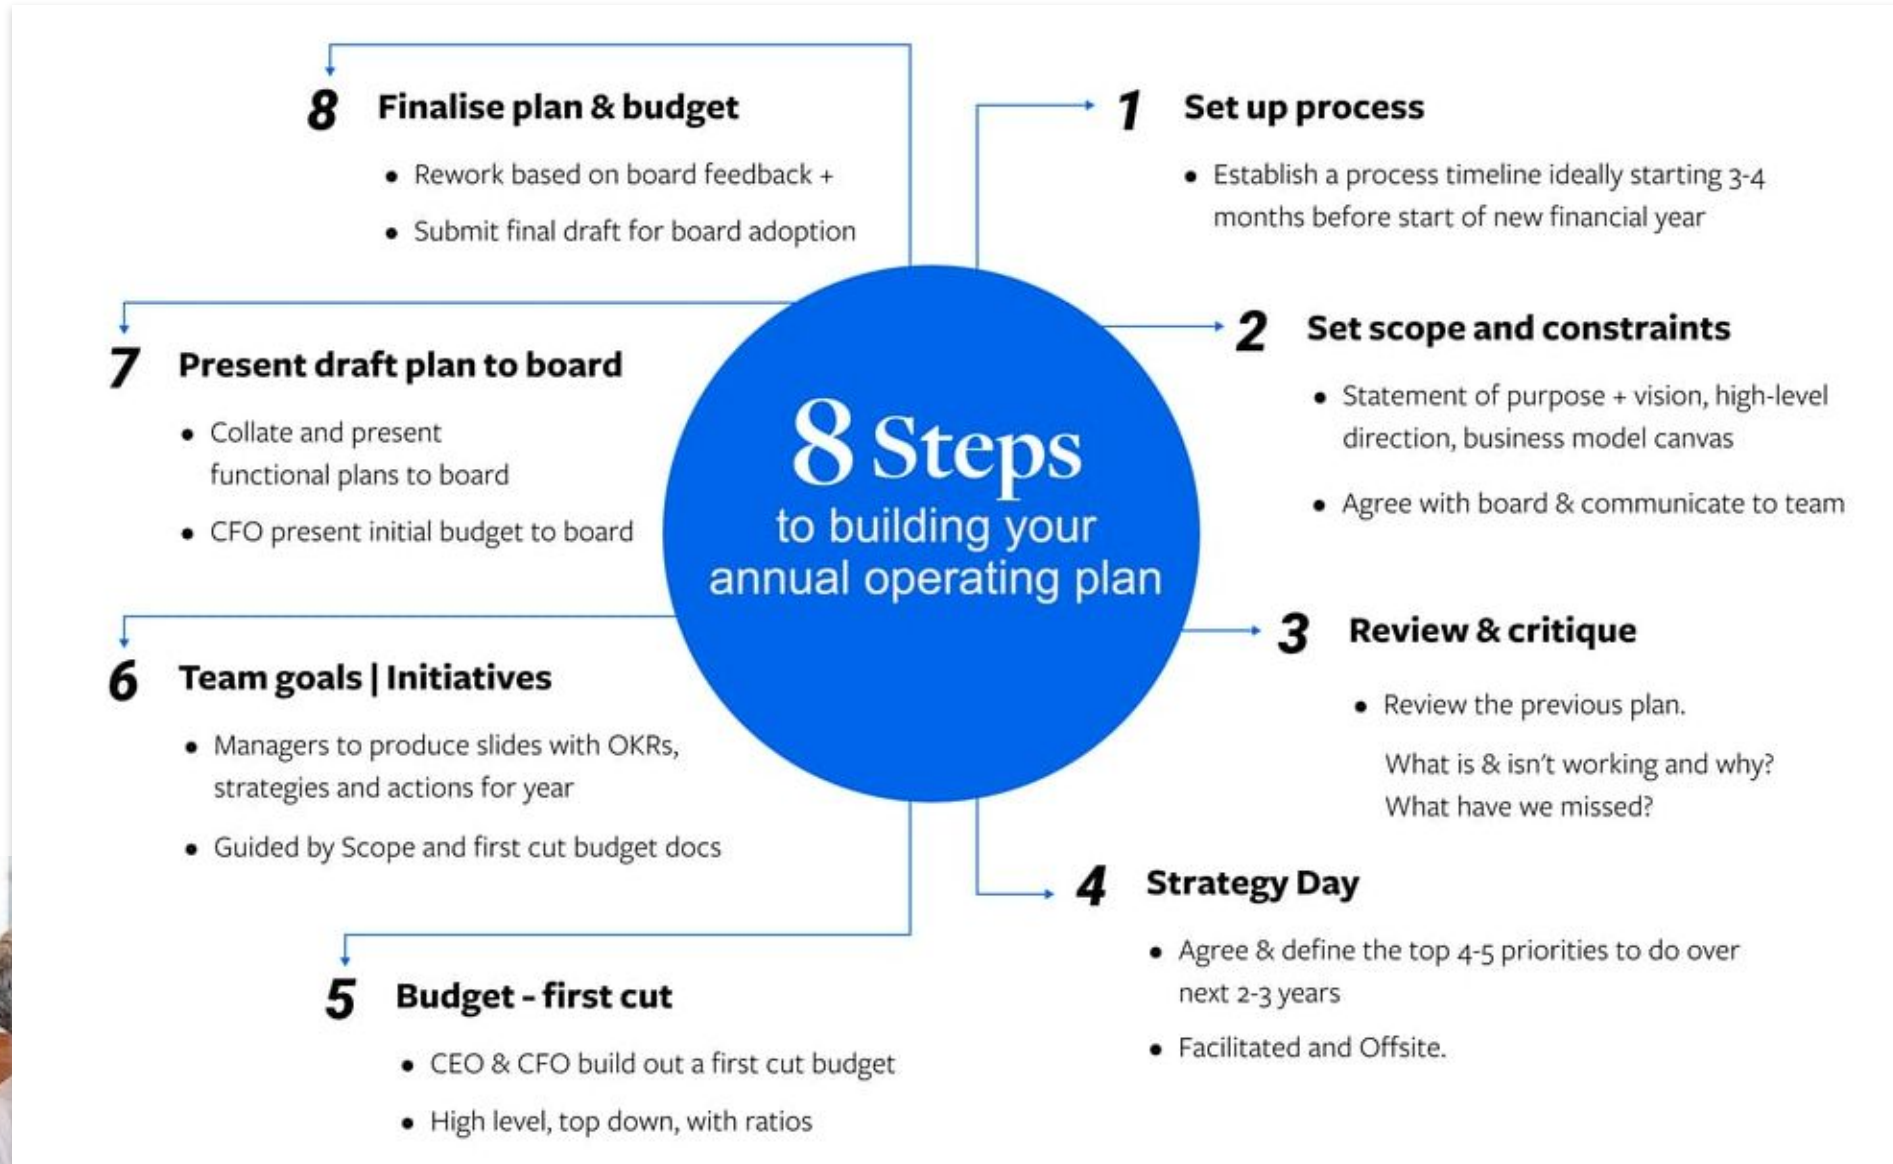 8 Steps
to building your
annual operating plan
1 Set up process
• Establish a process timeline ideally starting 3-4
months before start of new financial year
2 Set scope and constraints
• Statement of purpose + vision, high-level
direction, business model canvas
• Agree with board & communicate to team
3 Review & critique
• Review the previous plan.
What is & isn't working and why?
What have we missed?
4 Strategy Day
• Agree & define the top 4-5 priorities to do over
next 2-3 years
• Facilitated and Offsite.
5 Budget - first cut
• CEO & CFO build out a first cut budget
• High level, top down, with ratios
6 Team goals | Initiatives
• Managers to produce slides with OKRs,
strategies and actions for year
• Guided by Scope and first cut budget docs
7 Present draft plan to board
• Collate and present
functional plans to board
• CFO present initial budget to board
8 Finalise plan & budget
• Rework based on board feedback +
• Submit final draft for board adoption